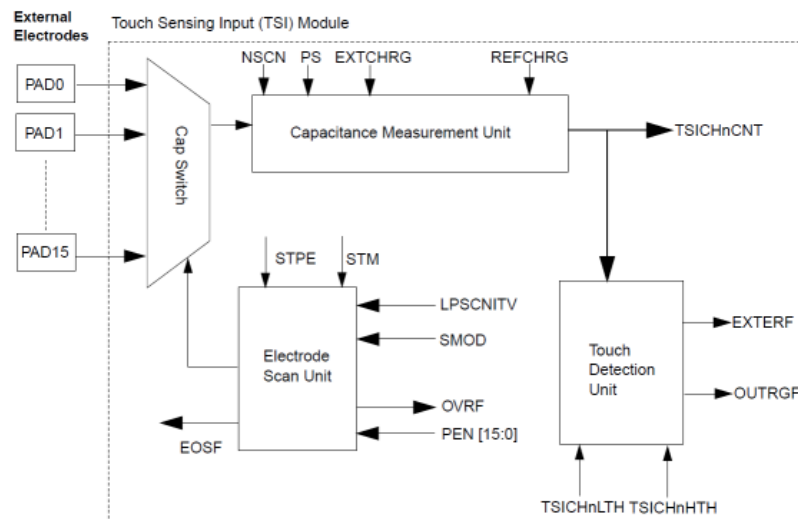 External
Electrodes
Touch Sensing Input (TSI) Module
NSCN PS EXTCHRG REFCHRG
PAD0
PAD1
PAD15
Cap Switch
Capacitance Measurement Unit
TSICHnCNT
STPE STM
LPSCNITV
SMOD
Electrode
Scan Unit
OVRF
PEN [15:0]
EOSF
Touch
Detection
Unit
EXTERF
OUTRGF
TSICHnLTH TSICHnHTH